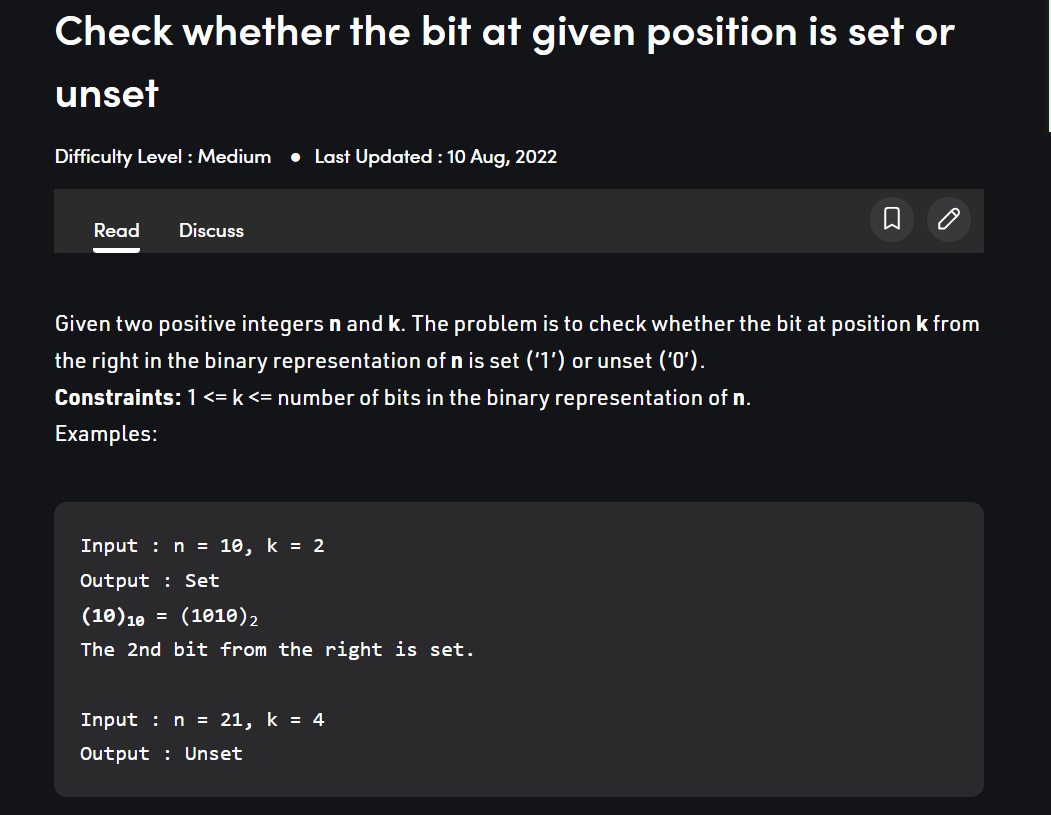 Check whether the bit at given position is set or
unset
Difficulty Level : Medium ● Last Updated : 10 Aug, 2022
Read Discuss
Given two positive integers n and k. The problem is to check whether the bit at position k from
the right in the binary representation of n is set (‘1’) or unset (‘0’).
Constraints: 1 <= k <= number of bits in the binary representation of n.
Examples:
Input : n = 10, k = 2
Output : Set
(10)₁₀ = (1010)₂
The 2nd bit from the right is set.
Input : n = 21, k = 4
Output : Unset